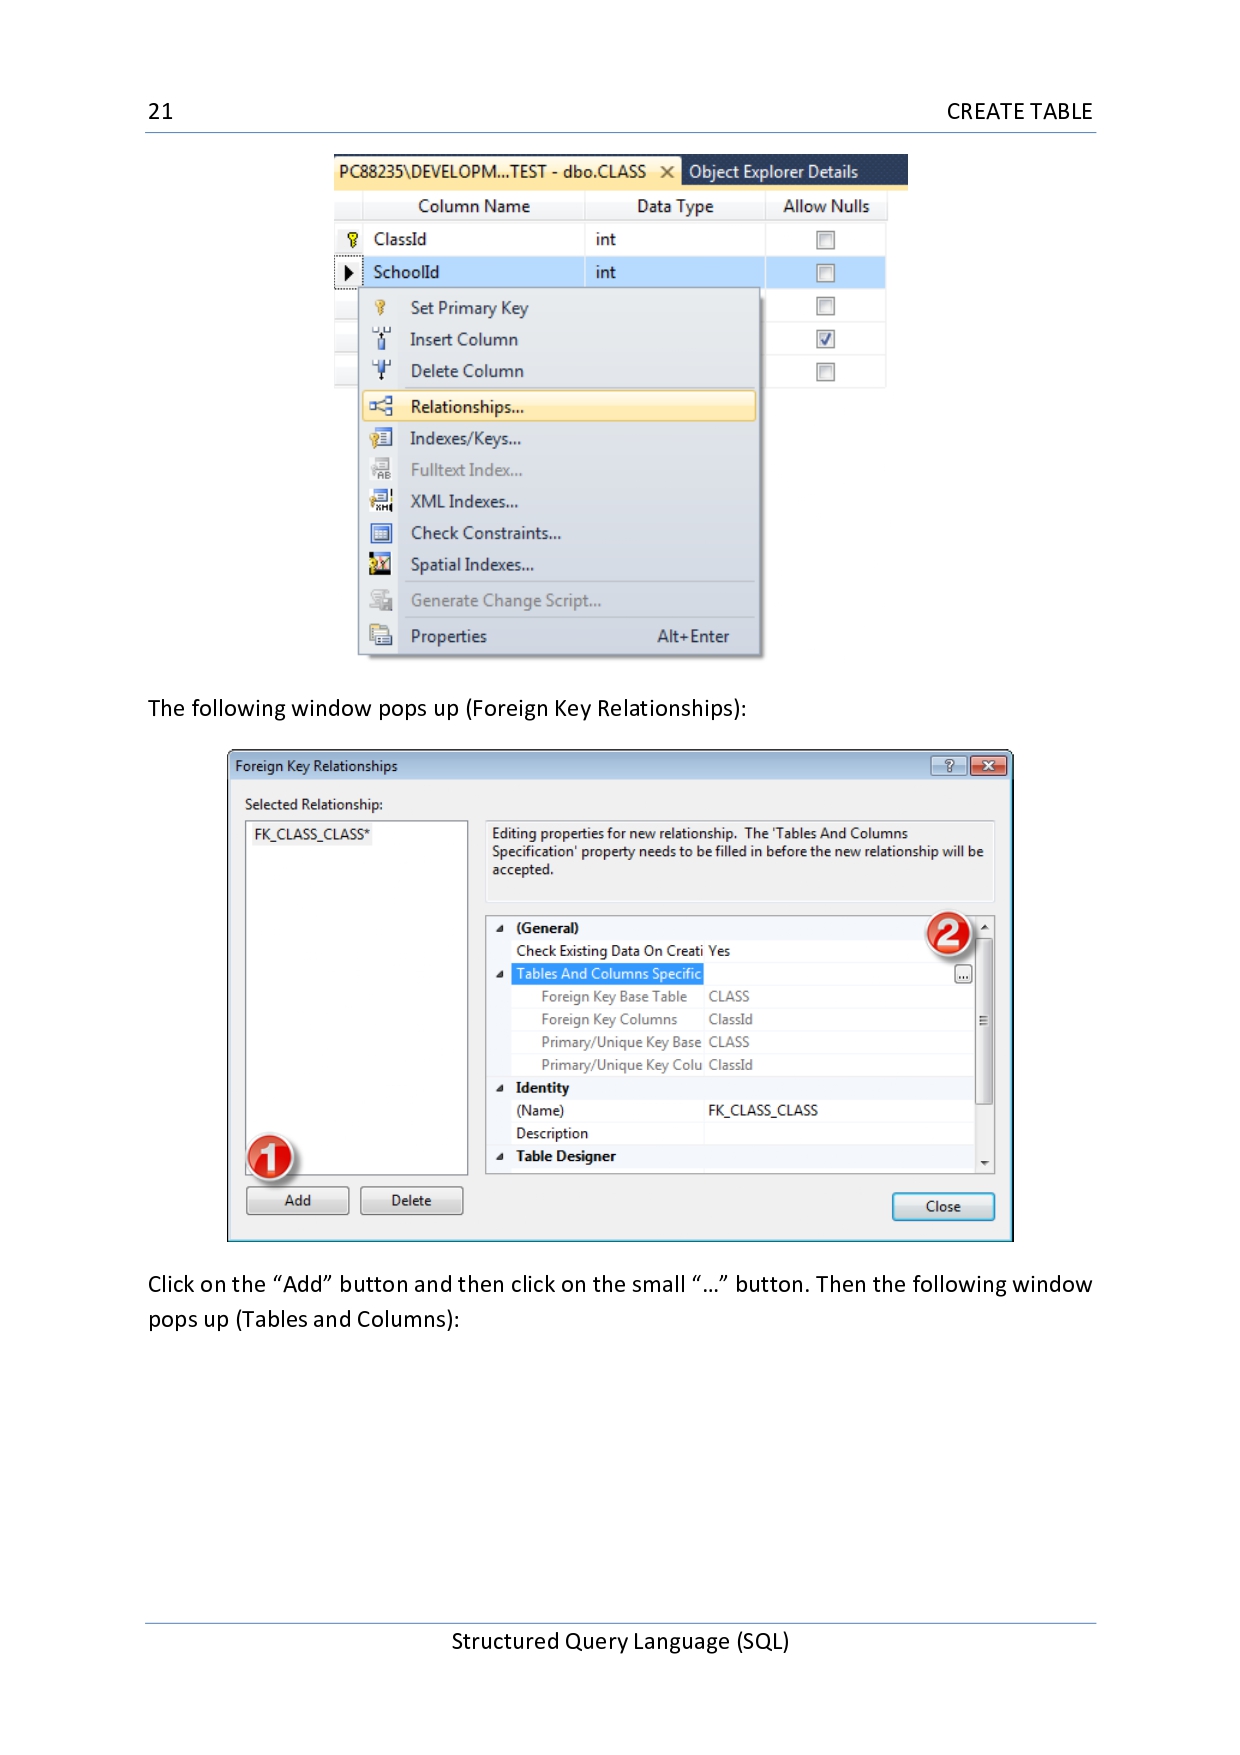 21 CREATE TABLE
PC88235\DEVELOPM...TEST - dbo.CLASS Object Explorer Details
Column Name Data Type Allow Nulls
ClassId int
SchoolId int
Set Primary Key
Insert Column
Delete Column
Relationships...
Indexes/Keys...
Fulltext Index...
XML Indexes...
Check Constraints...
Spatial Indexes...
Generate Change Script...
Properties Alt+Enter
The following window pops up (Foreign Key Relationships):
Foreign Key Relationships
Selected Relationship:
FK_CLASS_CLASS*
Editing properties for new relationship. The 'Tables And Columns
Specification' property needs to be filled in before the new relationship will be
accepted.
(General)
2
Check Existing Data On Creati Yes
Tables And Columns Specific ...
Foreign Key Base Table CLASS
Foreign Key Columns ClassId
Primary/Unique Key Base CLASS
Primary/Unique Key Colu ClassId
Identity
(Name) FK_CLASS_CLASS
Description
Table Designer
1
Add Delete Close
Click on the “Add” button and then click on the small “…” button. Then the following window
pops up (Tables and Columns):
Structured Query Language (SQL)